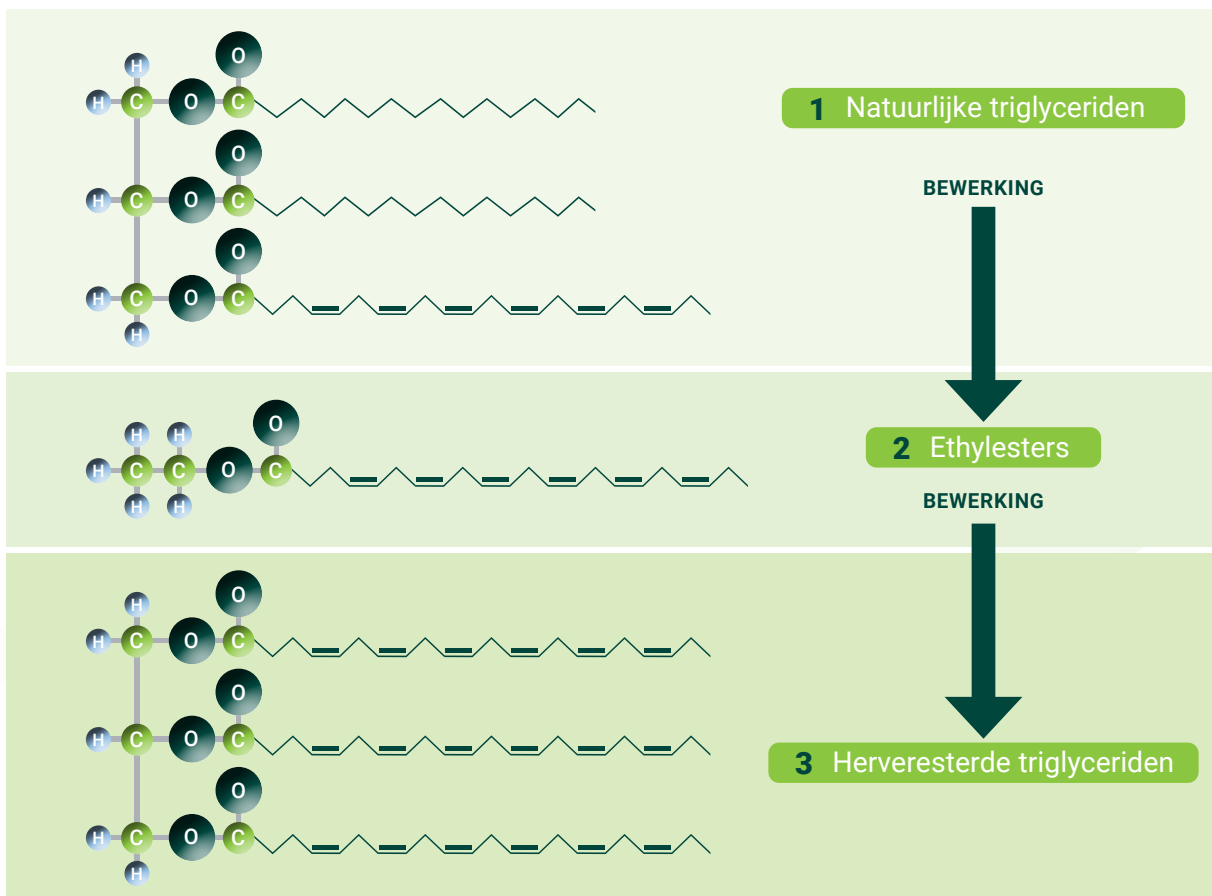 H
O
H C O C
O
H C O C
O
H C O C
H
1 Natuurlijke triglyceriden
BEWERKING
O
H H
H C C O C
H H
2 Ethylesters
BEWERKING
H
O
H C O C
O
H C O C
O
H C O C
H
3 Herveresterde triglyceriden